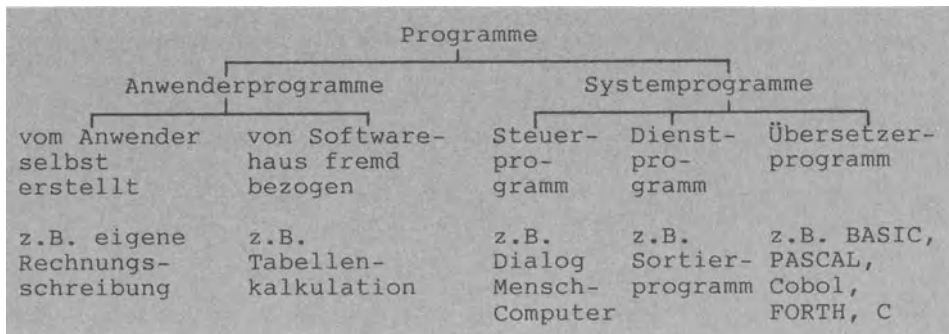 Programme
Anwenderprogramme Systemprogramme
vom Anwender von Software- Steuer- Dienst- Übersetzer-
selbst haus fremd pro- pro- programm
erstellt bezogen gramm gramm
z.B. eigene z.B. z.B. z.B. z.B. BASIC,
Rechnungs- Tabellen- Dialog Sortier- PASCAL,
schreibung kalkulation Mensch- programm Cobol,
Computer FORTH, C